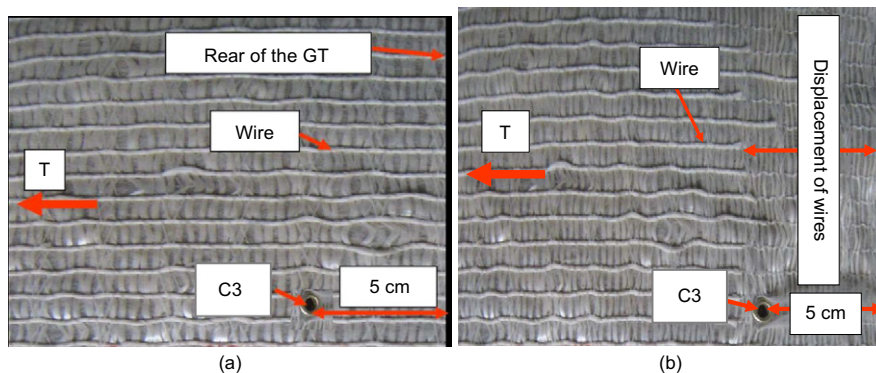 Rear of the GT
Wire
T
C3
5 cm
(a)
Wire
T
Displacement of wires
C3
5 cm
(b)